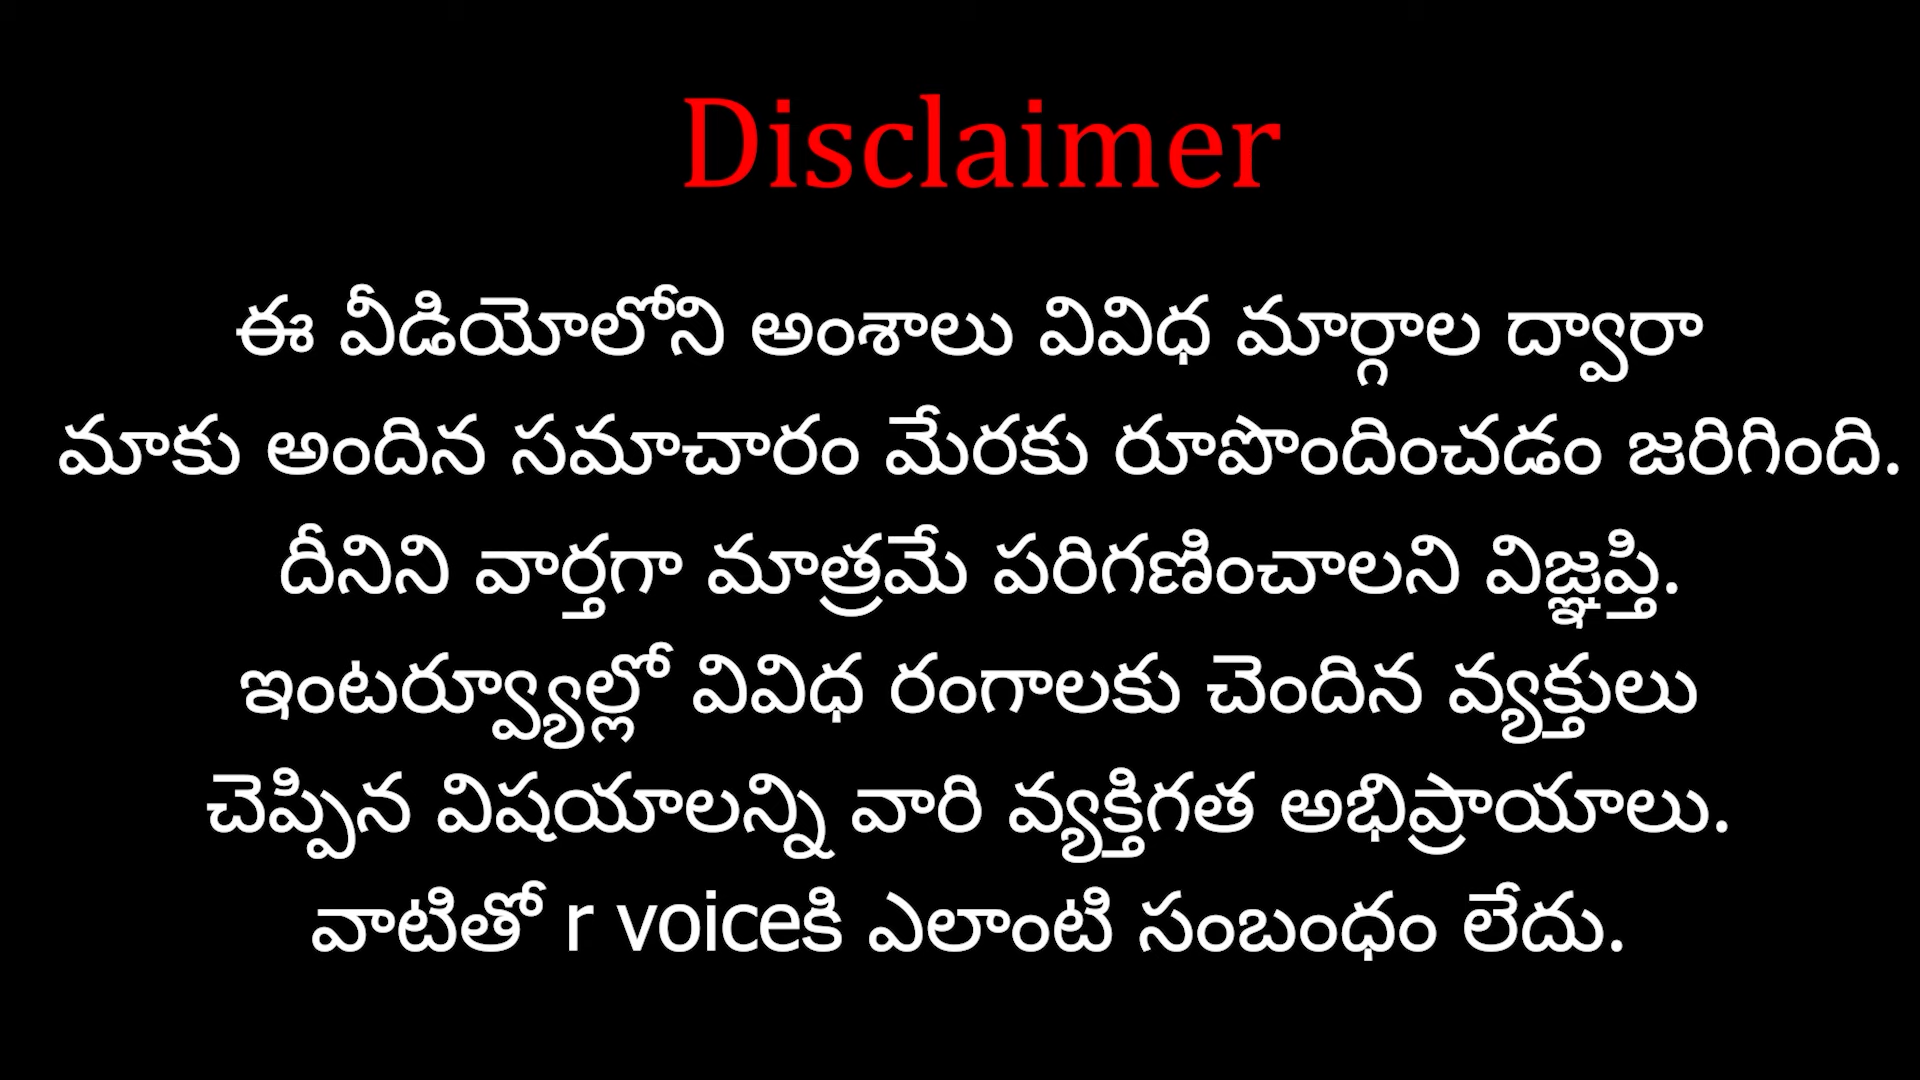 Disclaimer
ఈ వీడియోలోని అంశాలు వివిధ మార్గాల ద్వారా
మాకు అందిన సమాచారం మేరకు రూపొందించడం జరిగింది.
దీనిని వార్తగా మాత్రమే పరిగణించాలని విజ్ఞప్తి.
ఇంటర్వ్యూల్లో వివిధ రంగాలకు చెందిన వ్యక్తులు
చెప్పిన విషయాలన్ని వారి వ్యక్తిగత అభిప్రాయాలు.
వాటితో r voiceకి ఎలాంటి సంబంధం లేదు.